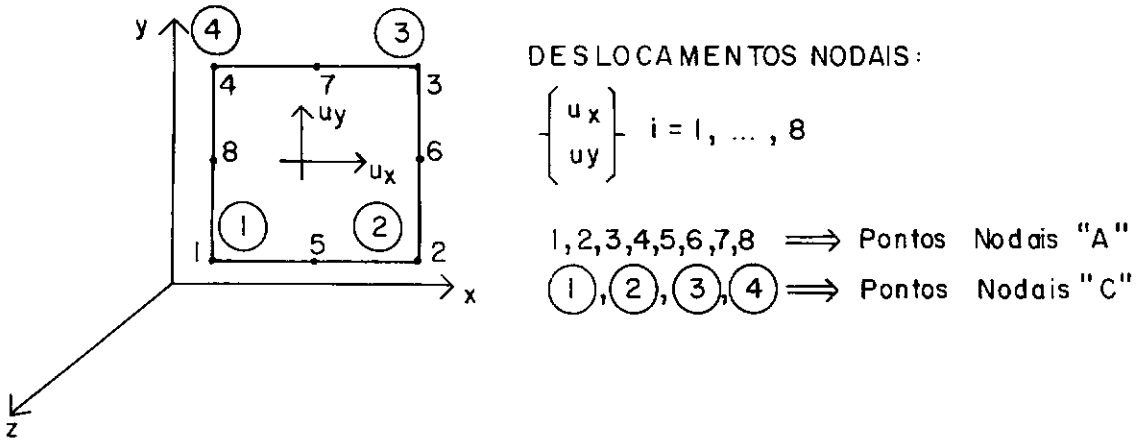 y
④
③
4
7
3
uy
8
6
ux
①
②
1
5
2
x
z
DESLOCAMENTOS NODAIS:
{ux
uy} i = 1, ... , 8
1,2,3,4,5,6,7,8 ⟹ Pontos Nodais "A"
①,②,③,④ ⟹ Pontos Nodais "C"